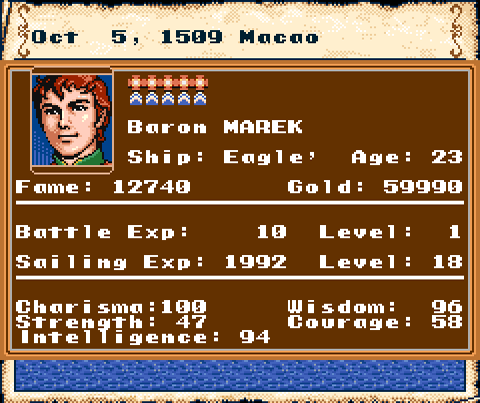 Oct 5, 1509 Macao
Baron MAREK
Ship: Eagle' Age: 23
Fame: 12740 Gold: 59990
Battle Exp: 10 Level: 1
Sailing Exp: 1992 Level: 18
Charisma:100 Wisdom: 96
Strength: 47 Courage: 58
Intelligence: 94